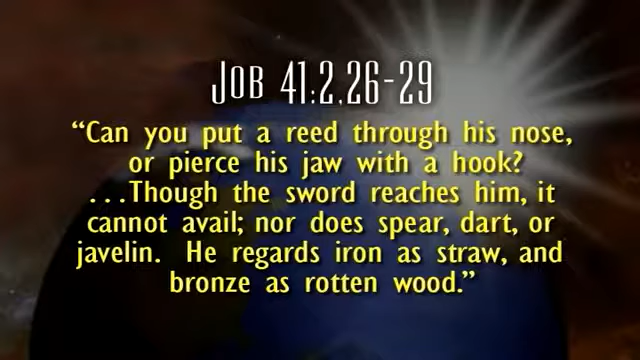 JOB 41:2,26-29
“Can you put a reed through his nose,
or pierce his jaw with a hook?
...Though the sword reaches him, it
cannot avail; nor does spear, dart, or
javelin. He regards iron as straw, and
bronze as rotten wood.”